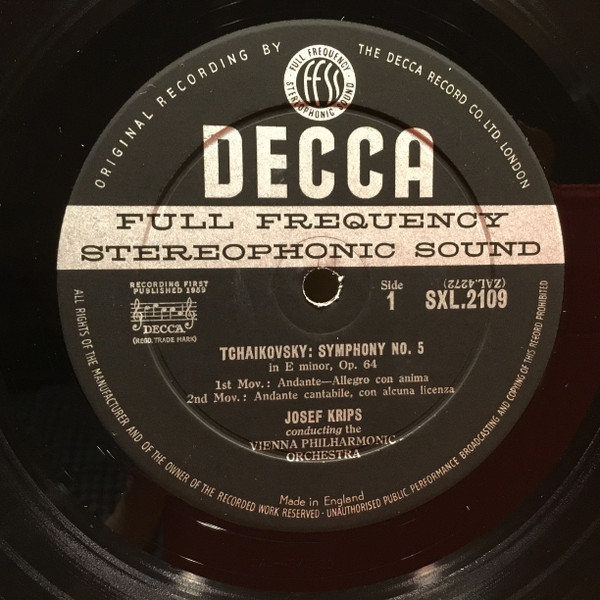 ORIGINAL RECORDING BY THE DECCA RECORD CO. LTD. LONDON
FULL FREQUENCY
ffss
STEREOPHONIC SOUND
DECCA
FULL FREQUENCY
STEREOPHONIC SOUND
RECORDING FIRST
PUBLISHED 1959
DECCA
(REGD. TRADE MARK)
Side
1
(ZAL.4272)
SXL.2109
TCHAIKOVSKY: SYMPHONY NO. 5
in E minor, Op. 64
1st Mov.: Andante—Allegro con anima
2nd Mov.: Andante cantabile, con alcuna licenza
JOSEF KRIPS
conducting the
VIENNA PHILHARMONIC
ORCHESTRA
Made in England
ALL RIGHTS OF THE MANUFACTURER AND OF THE OWNER OF THE RECORDED WORK RESERVED · UNAUTHORISED PUBLIC PERFORMANCE BROADCASTING AND COPYING OF THIS RECORD PROHIBITED